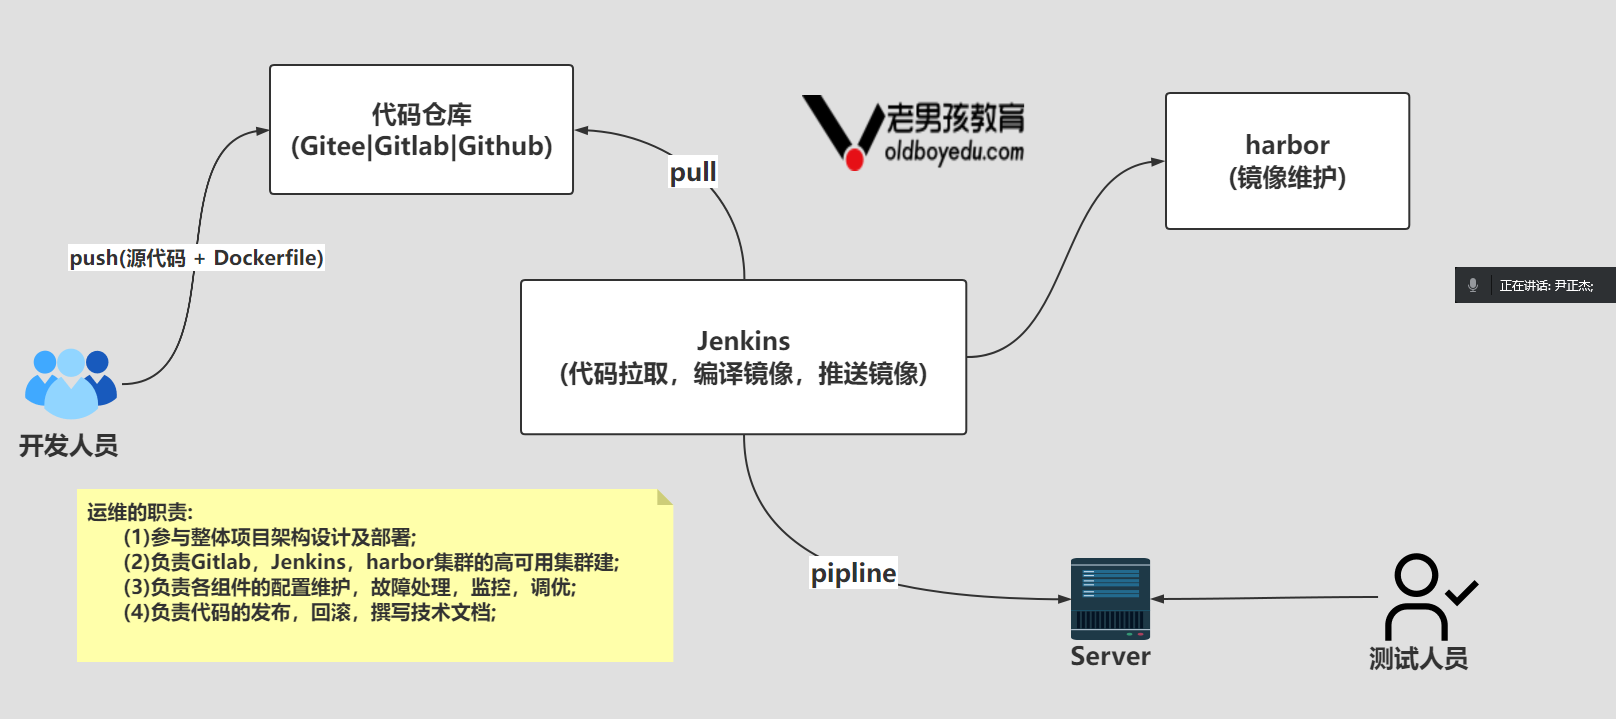 代码仓库
(Gitee|Gitlab|Github)
老男孩教育
oldboyedu.com
harbor
(镜像维护)
pull
push(源代码 + Dockerfile)
正在讲话: 尹正杰;
Jenkins
(代码拉取，编译镜像，推送镜像)
开发人员
运维的职责:
(1)参与整体项目架构设计及部署;
(2)负责Gitlab，Jenkins，harbor集群的高可用集群建;
(3)负责各组件的配置维护，故障处理，监控，调优;
(4)负责代码的发布，回滚，撰写技术文档;
pipline
Server
测试人员